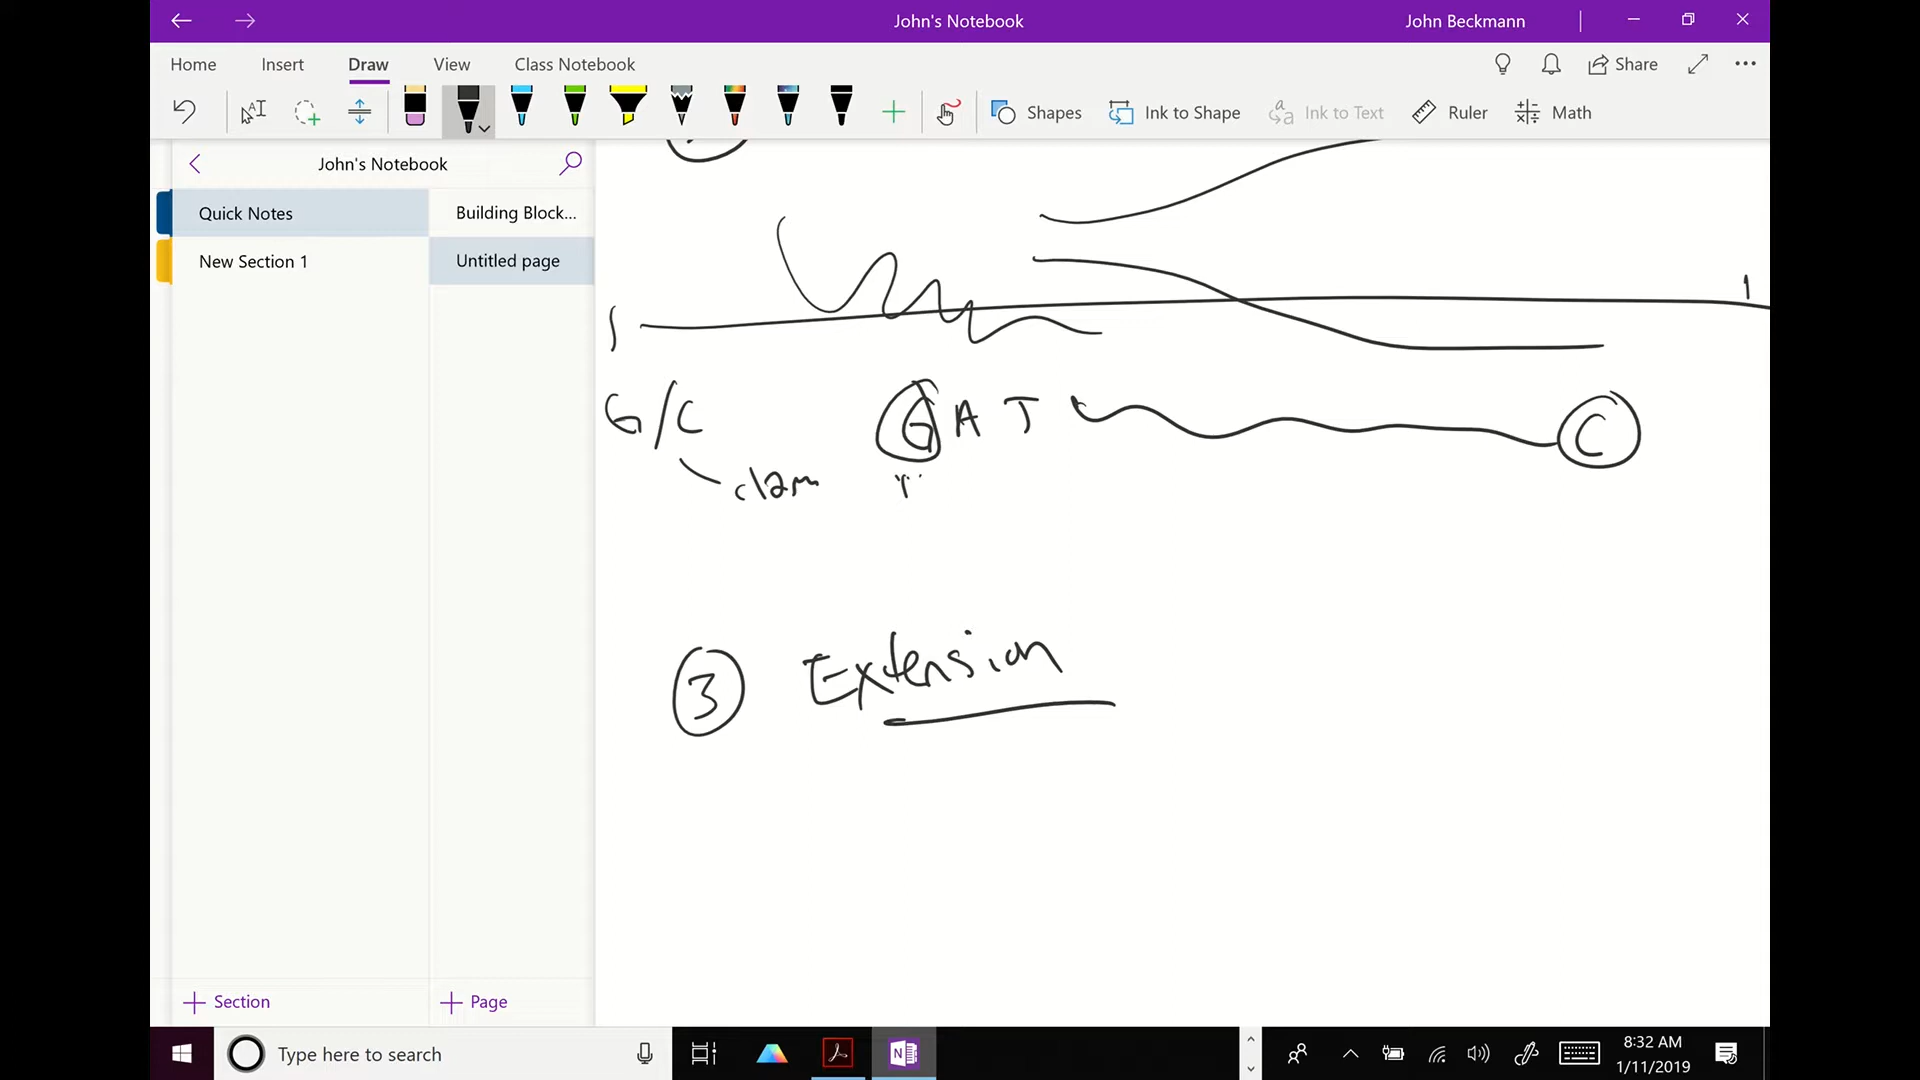 John's Notebook
John Beckmann
Home Insert Draw View Class Notebook
Share
Shapes Ink to Shape Ink to Text Ruler Math
John's Notebook
Quick Notes
Building Block...
New Section 1
Untitled page
G/C
G A T C
③ Extension
Section
Page
Type here to search
8:32 AM
1/11/2019